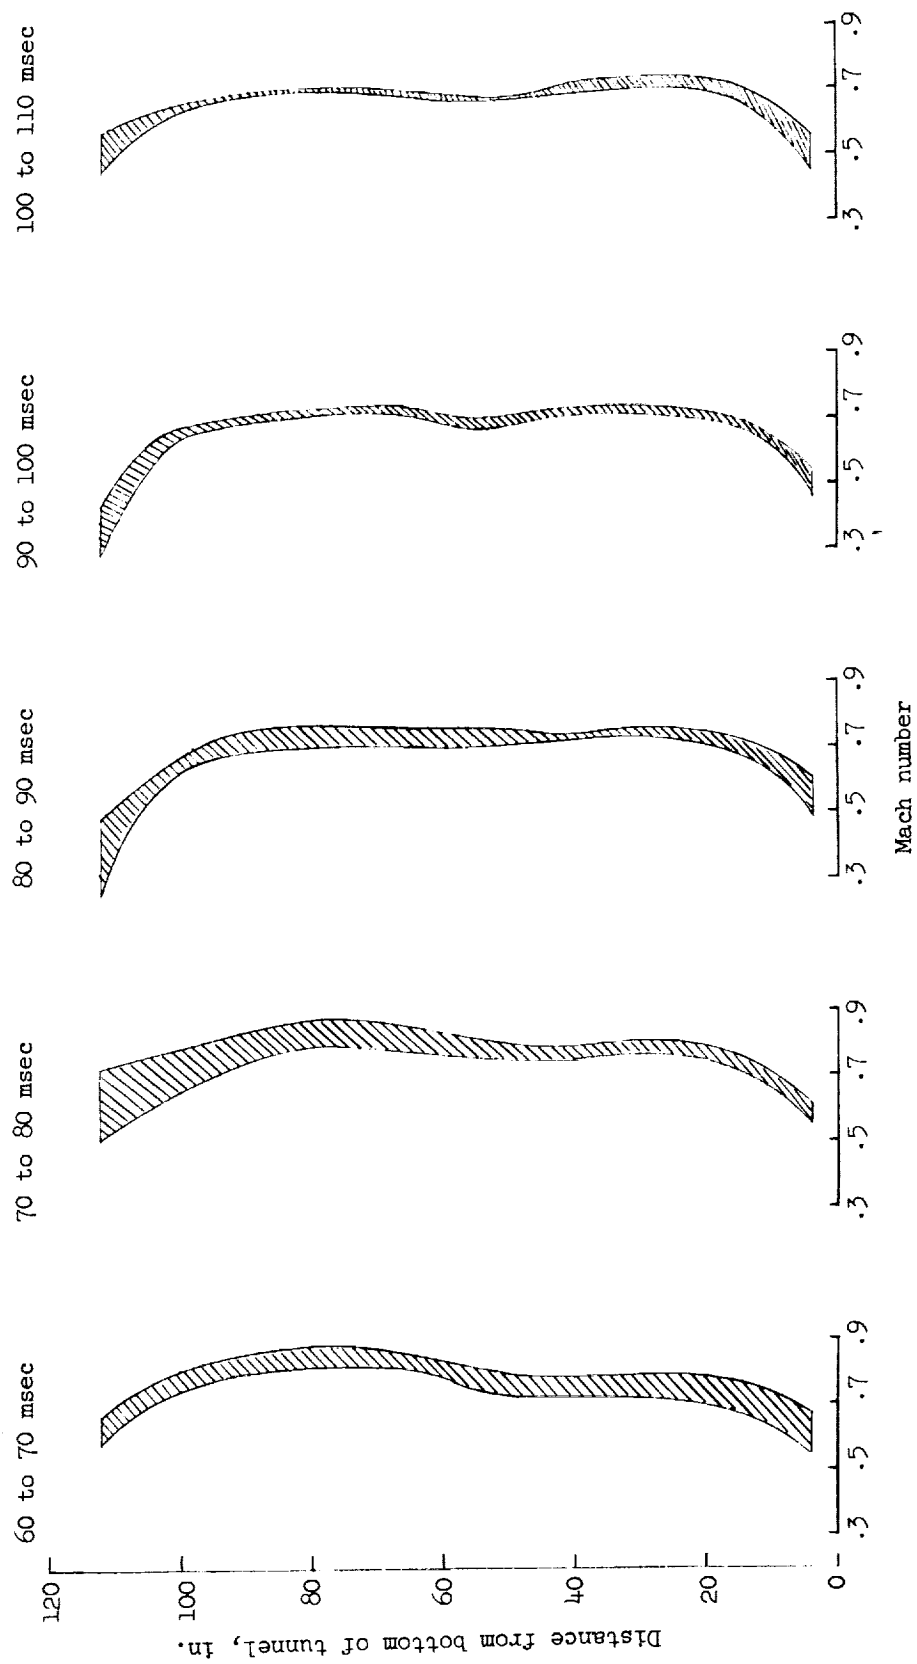 60 to 70 msec
70 to 80 msec
80 to 90 msec
90 to 100 msec
100 to 110 msec
Distance from bottom of tunnel, in.
120
100
80
60
40
20
0
.3 .5 .7 .9
.3 .5 .7 .9
.3 .5 .7 .9
.3 .5 .7 .9
.3 .5 .7 .9
Mach number